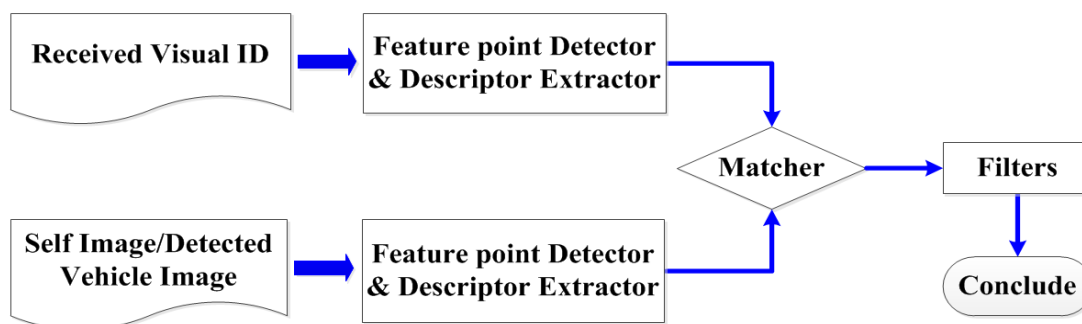 Received Visual ID
Feature point Detector
& Descriptor Extractor
Matcher
Filters
Self Image/Detected
Vehicle Image
Feature point Detector
& Descriptor Extractor
Conclude